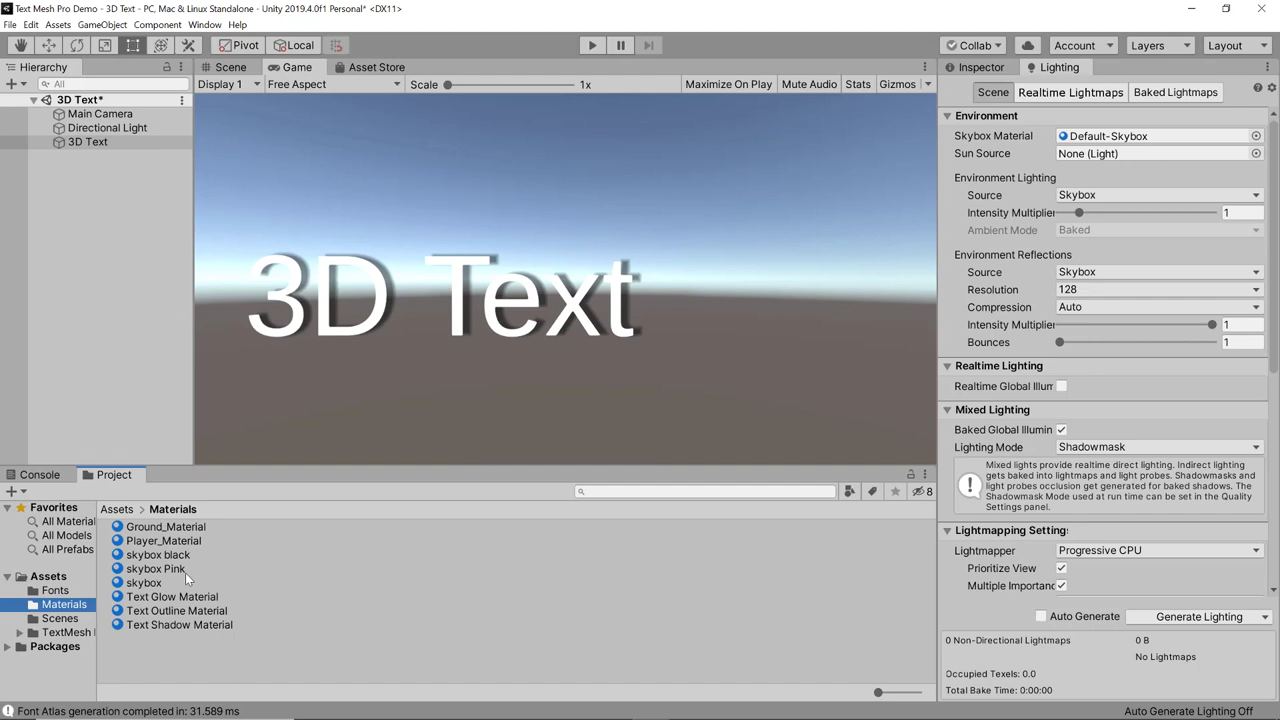 Text Mesh Pro Demo - 3D Text - PC, Mac & Linux Standalone - Unity 2019.4.0f1 Personal* <DX11>
File Edit Assets GameObject Component Window Help
Pivot Local Collab Account Layers Layout
Hierarchy Scene Game Asset Store Inspector Lighting
All Display 1 Free Aspect Scale 1x Maximize On Play Mute Audio Stats Gizmos
Scene Realtime Lightmaps Baked Lightmaps
3D Text*
Main Camera
Directional Light
3D Text
3D Text
Environment
Skybox Material Default-Skybox
Sun Source None (Light)
Environment Lighting
Source Skybox
Intensity Multiplier 1
Ambient Mode Baked
Environment Reflections
Source Skybox
Resolution 128
Compression Auto
Intensity Multiplier 1
Bounces 1
Realtime Lighting
Realtime Global Illum
Mixed Lighting
Baked Global Illumin
Lighting Mode Shadowmask
Mixed lights provide realtime direct lighting. Indirect lighting
gets baked into lightmaps and light probes. Shadowmasks
and light probes occlusion get generated for baked shadows. The
Shadowmask Mode used at run time can be set in the Quality
Settings panel.
Lightmapping Settings
Lightmapper Progressive CPU
Prioritize View
Multiple Importanc
Auto Generate Generate Lighting
0 Non-Directional Lightmaps 0 B
No Lightmaps
Occupied Texels: 0.0
Total Bake Time: 0:00:00
Console Project
8
Favorites
All Material
All Models
All Prefabs
Assets
Fonts
Materials
Scenes
TextMesh
Packages
Assets > Materials
Ground_Material
Player_Material
skybox black
skybox Pink
skybox
Text Glow Material
Text Outline Material
Text Shadow Material
Font Atlas generation completed in: 31.589 ms
Auto Generate Lighting Off